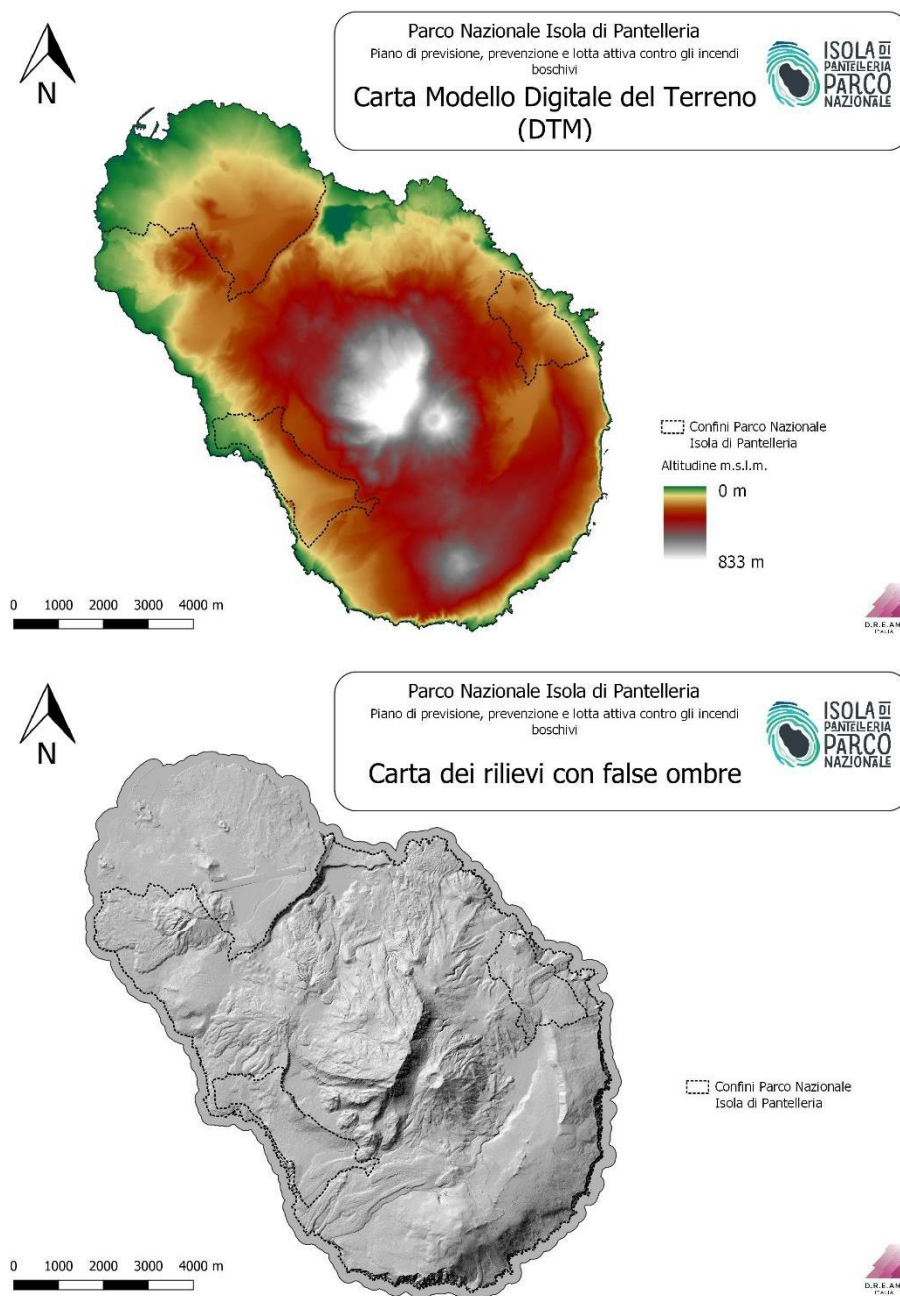 Parco Nazionale Isola di Pantelleria
Piano di previsione, prevenzione e lotta attiva contro gli incendi
boschivi
Carta Modello Digitale del Terreno
(DTM)
ISOLA DI
PANTELLERIA
PARCO
NAZIONALE
N
Confini Parco Nazionale
Isola di Pantelleria
Altitudine m.s.l.m.
0 m
833 m
0 1000 2000 3000 4000 m
D.R.E.AM
ITALIA
Parco Nazionale Isola di Pantelleria
Piano di previsione, prevenzione e lotta attiva contro gli incendi
boschivi
Carta dei rilievi con false ombre
ISOLA DI
PANTELLERIA
PARCO
NAZIONALE
N
Confini Parco Nazionale
Isola di Pantelleria
0 1000 2000 3000 4000 m
D.R.E.AM
ITALIA